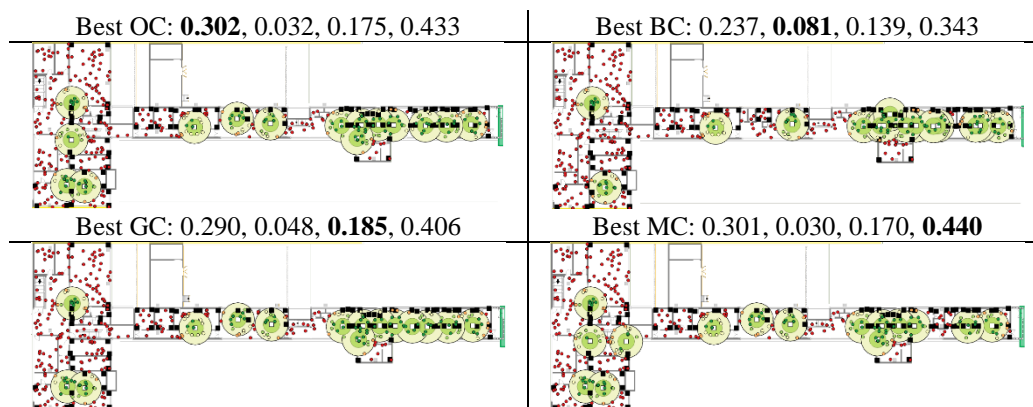 Best OC: 0.302, 0.032, 0.175, 0.433
Best BC: 0.237, 0.081, 0.139, 0.343
Best GC: 0.290, 0.048, 0.185, 0.406
Best MC: 0.301, 0.030, 0.170, 0.440